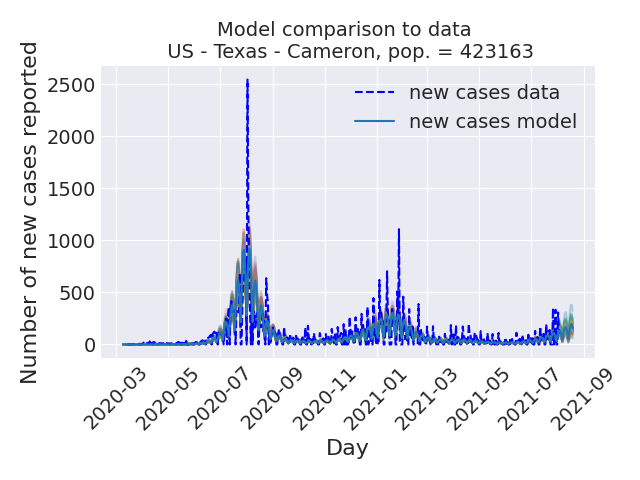 Model comparison to data
US - Texas - Cameron, pop. = 423163
Number of new cases reported
2500
2000
1500
1000
500
0
new cases data
new cases model
2020-03
2020-05
2020-07
2020-09
2020-11
2021-01
2021-03
2021-05
2021-07
2021-09
Day